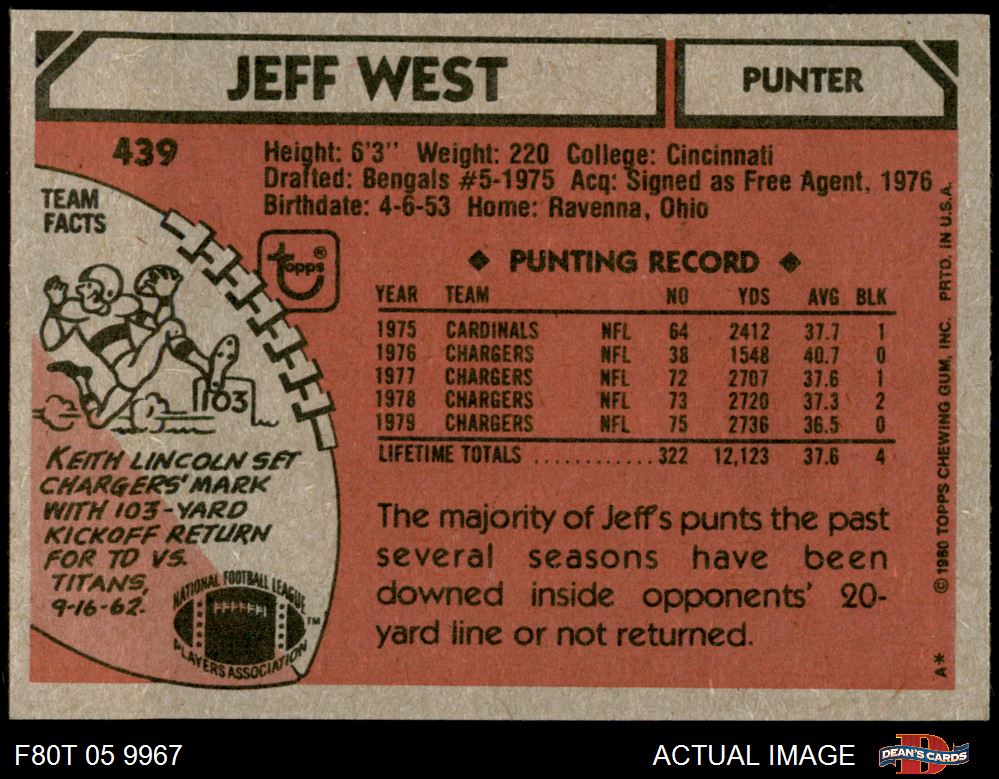 JEFF WEST
PUNTER
439
Height: 6'3" Weight: 220 College: Cincinnati
Drafted: Bengals #5-1975 Acq: Signed as Free Agent, 1976
Birthdate: 4-6-53 Home: Ravenna, Ohio
TEAM
FACTS
topps®
103
KEITH LINCOLN SET
CHARGERS' MARK
WITH 103-YARD
KICKOFF RETURN
FOR TD VS.
TITANS,
9-16-62.
NATIONAL FOOTBALL LEAGUE
PLAYERS ASSOCIATION
TM
◆ PUNTING RECORD ◆
YEAR TEAM NO YDS AVG BLK
1975 CARDINALS NFL 64 2412 37.7 1
1976 CHARGERS NFL 38 1548 40.7 0
1977 CHARGERS NFL 72 2707 37.6 1
1978 CHARGERS NFL 73 2720 37.3 2
1979 CHARGERS NFL 75 2736 36.5 0
LIFETIME TOTALS ............322 12,123 37.6 4
The majority of Jeff's punts the past
several seasons have been
downed inside opponents' 20-
yard line or not returned.
A* © 1980 TOPPS CHEWING GUM, INC. PRTD. IN U.S.A.
F80T 05 9967
ACTUAL IMAGE
DEAN'S CARDS